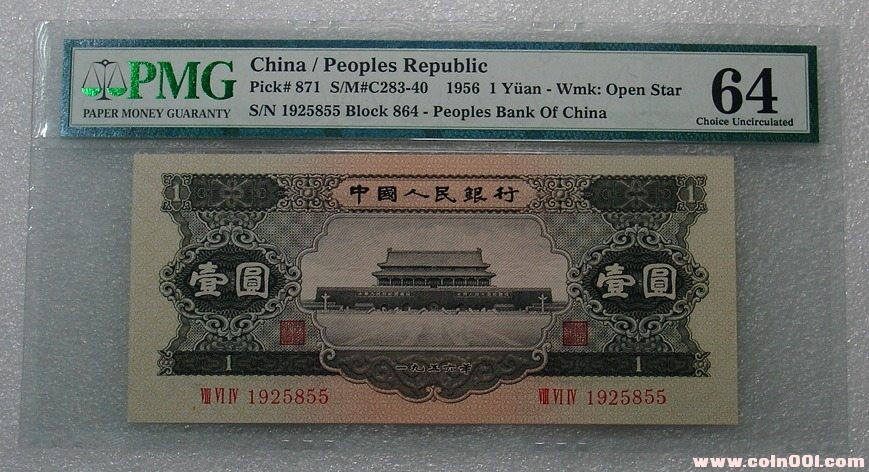 PMG
PAPER MONEY GUARANTY
China / Peoples Republic
Pick# 871 S/M#C283-40 1956 1 Yüan - Wmk: Open Star
S/N 1925855 Block 864 - Peoples Bank Of China
64
Choice Uncirculated
1 中國人民銀行 1
壹圓 壹圓
1 1
一九五六年
VIII VI IV 1925855 VIII VI IV 1925855
www.coin001.com